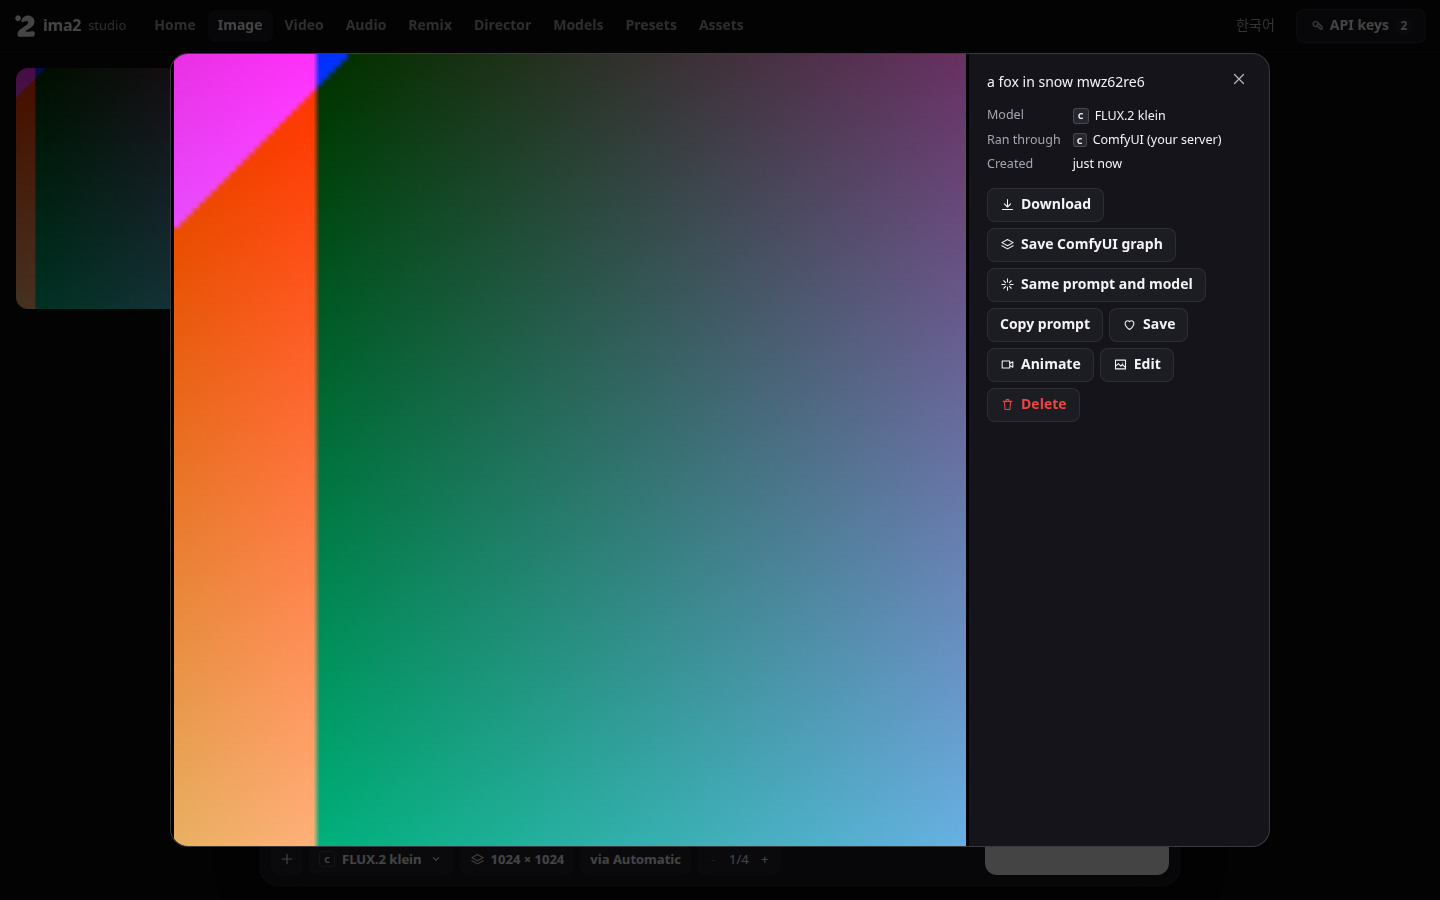 ima2 studio Home Image Video Audio Remix Director Models Presets Assets 한국어 API keys 2
a fox in snow mwz62re6
Model c FLUX.2 klein
Ran through c ComfyUI (your server)
Created just now
Download
Save ComfyUI graph
Same prompt and model
Copy prompt Save
Animate Edit
Delete
+ c FLUX.2 klein 1024 × 1024 via Automatic - 1/4 +